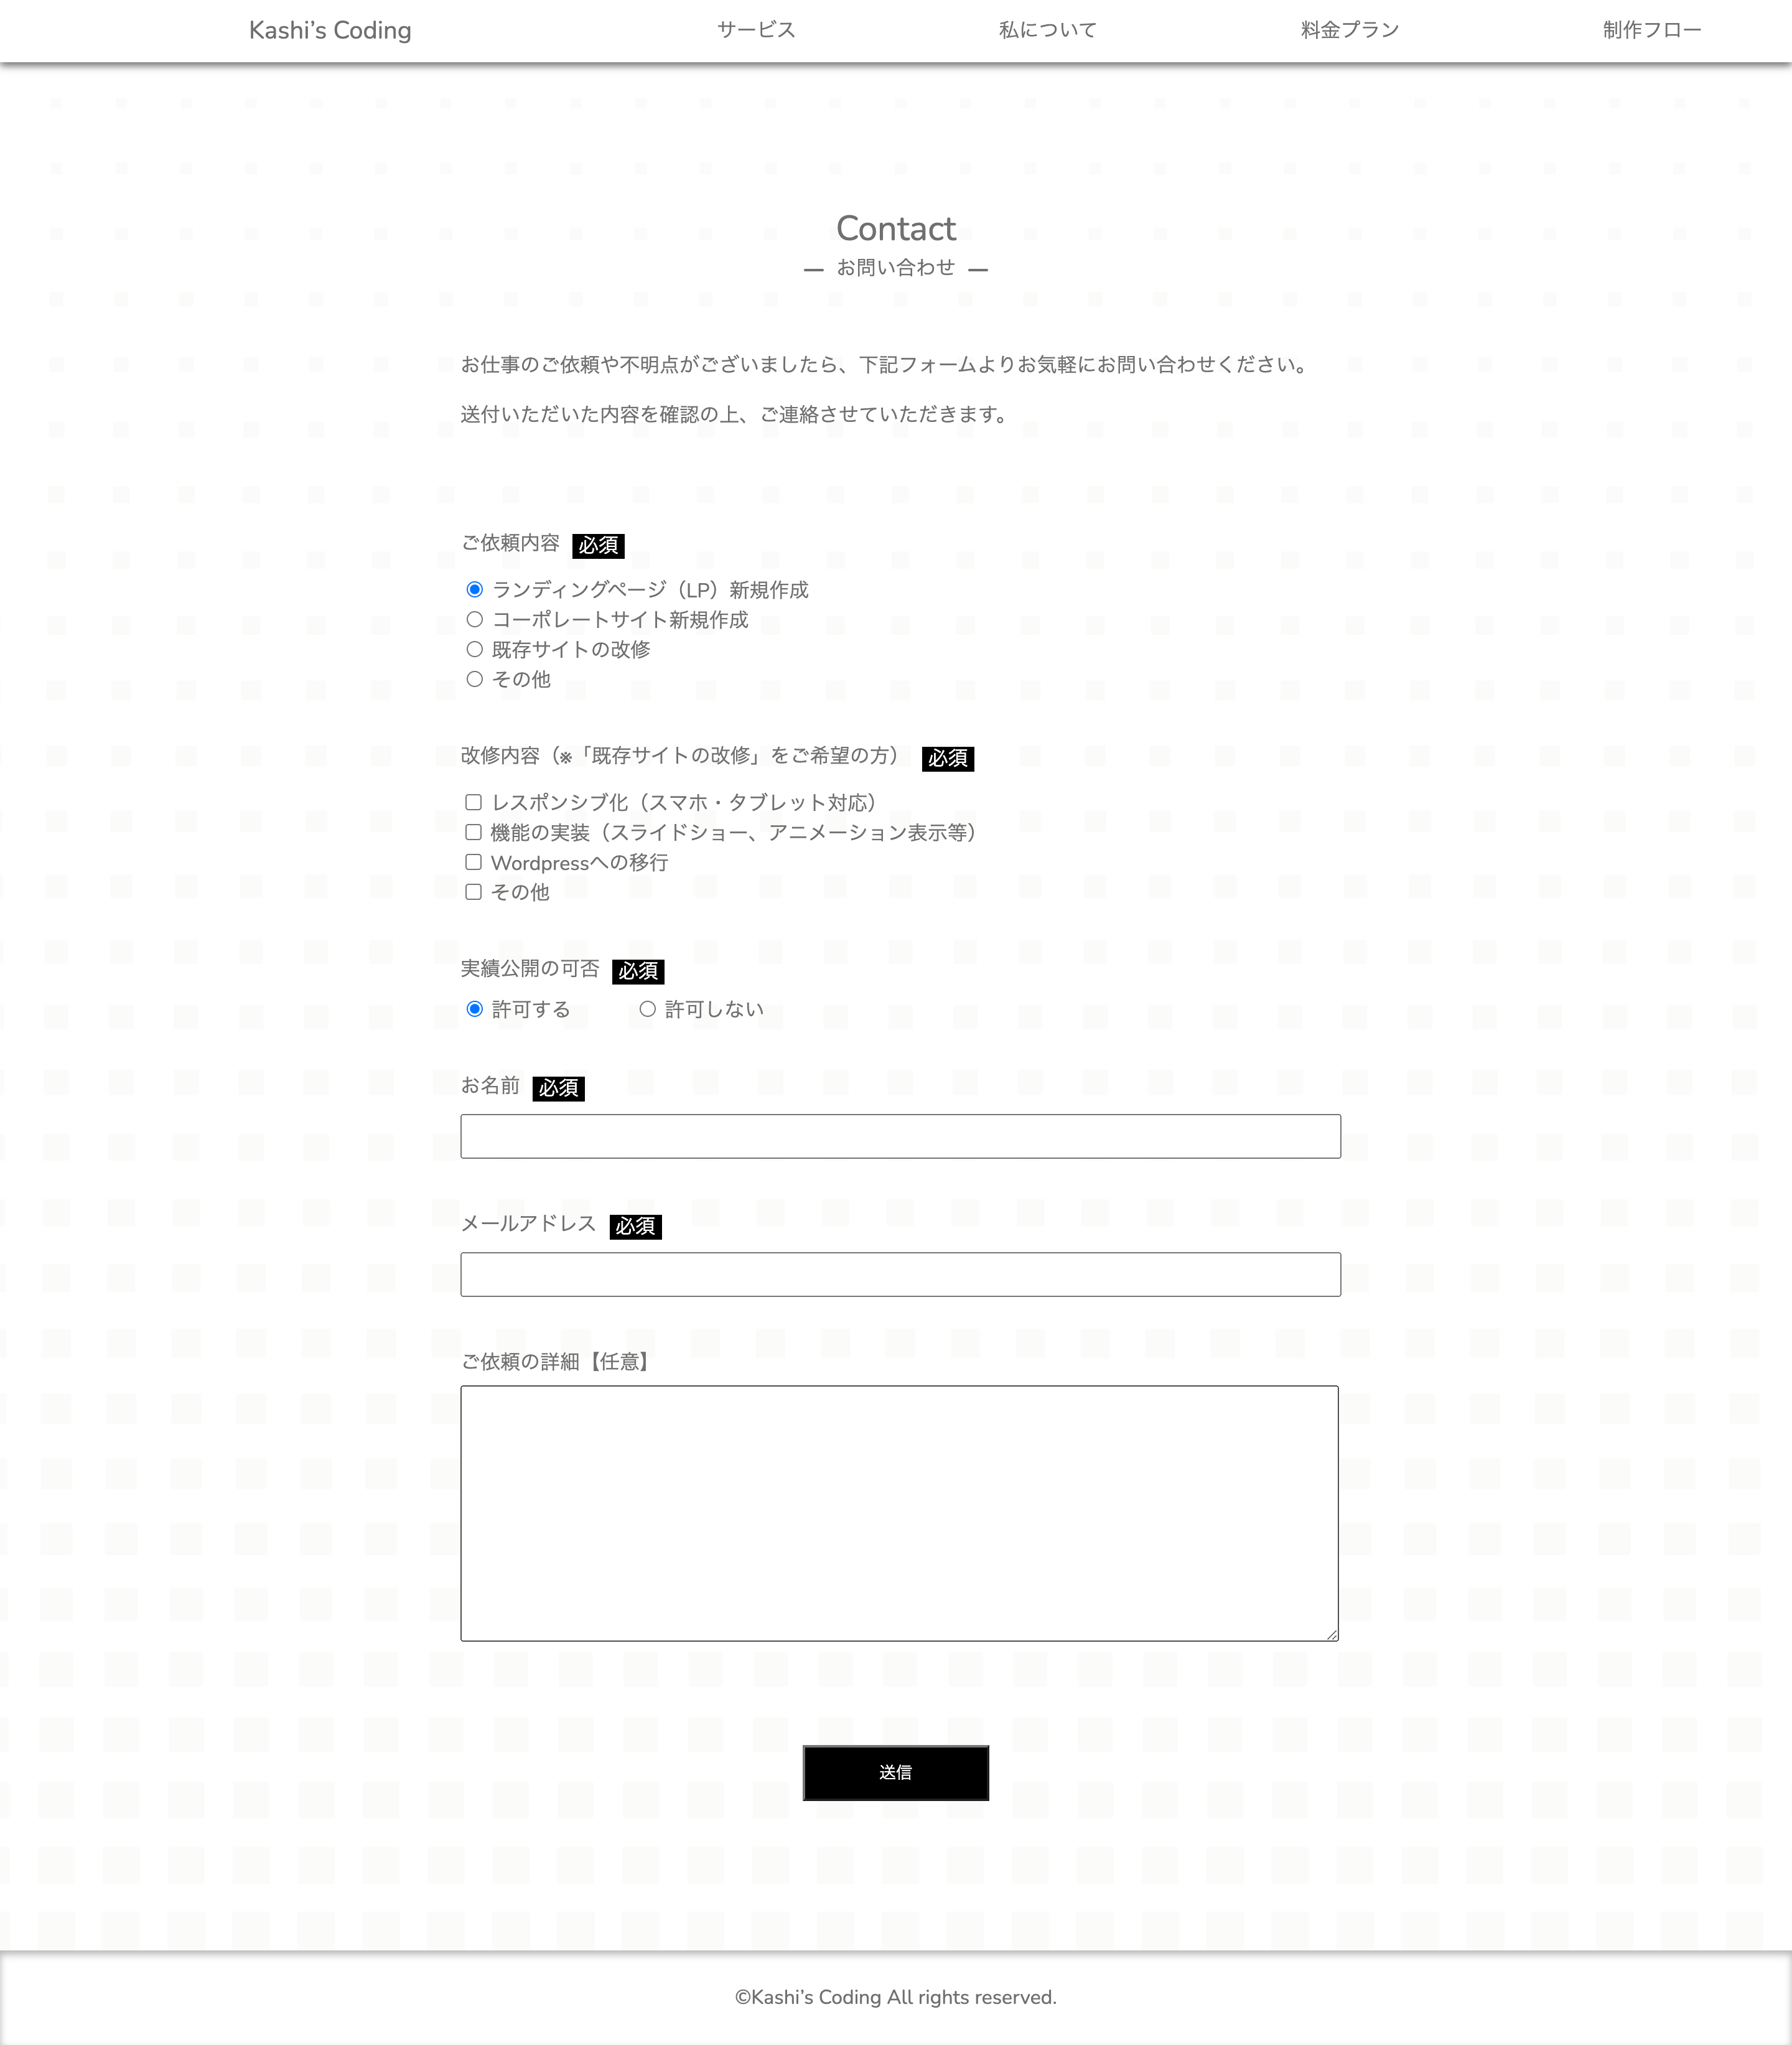 Kashi’s Coding サービス 私について 料金プラン 制作フロー
Contact
お問い合わせ
お仕事のご依頼や不明点がございましたら、下記フォームよりお気軽にお問い合わせください。
送付いただいた内容を確認の上、ご連絡させていただきます。
ご依頼内容 必須
ランディングページ（LP）新規作成
コーポレートサイト新規作成
既存サイトの改修
その他
改修内容（※「既存サイトの改修」をご希望の方） 必須
レスポンシブ化（スマホ・タブレット対応）
機能の実装（スライドショー、アニメーション表示等）
Wordpressへの移行
その他
実績公開の可否 必須
許可する 許可しない
お名前 必須
メールアドレス 必須
ご依頼の詳細【任意】
送信
©Kashi’s Coding All rights reserved.